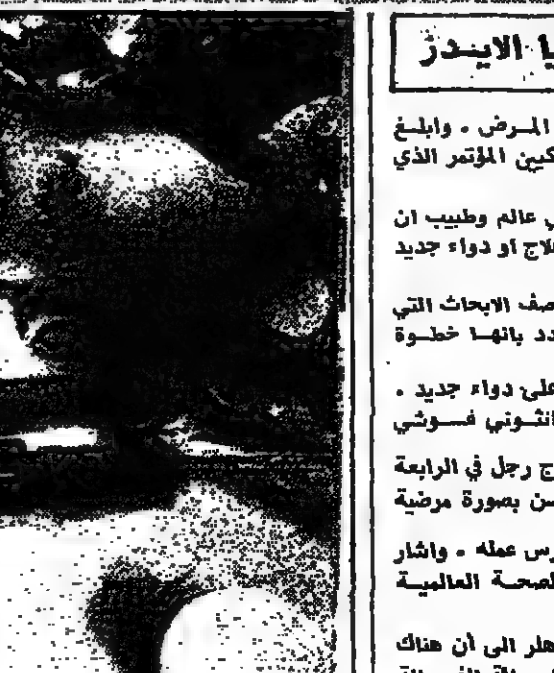 يا الايدز
المرض ، وابلغ
كيين المؤتمر الذي
ي عالم وطبيب ان
علاج او دواء جديد
صف الابحاث التي
دد بانها خطوة
على دواء جديد .
انثوني فوشي
ج رجل في الرابعة
سن بصورة مرضية
رس عمله ، واشار
لصحة العالمية
هلر الى أن هناك